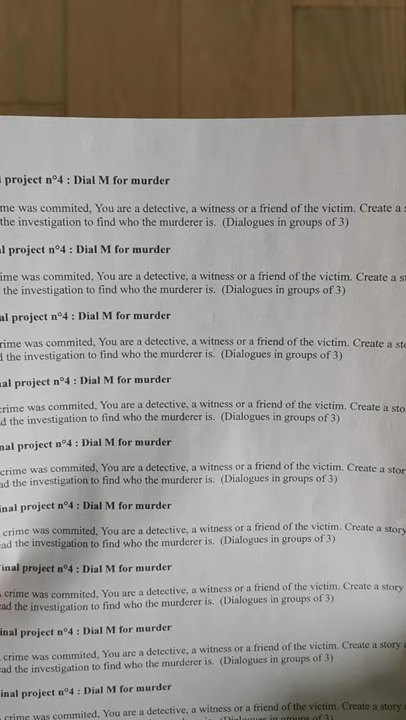 project n°4 : Dial M for murder
me was commited, You are a detective, a witness or a friend of the victim. Create a s
the investigation to find who the murderer is. (Dialogues in groups of 3)
l project n°4 : Dial M for murder
ime was commited, You are a detective, a witness or a friend of the victim. Create a st
the investigation to find who the murderer is. (Dialogues in groups of 3)
al project n°4 : Dial M for murder
rime was commited, You are a detective, a witness or a friend of the victim. Create a sto
d the investigation to find who the murderer is. (Dialogues in groups of 3)
nal project n°4 : Dial M for murder
crime was commited, You are a detective, a witness or a friend of the victim. Create a sto
d the investigation to find who the murderer is. (Dialogues in groups of 3)
nal project n°4 : Dial M for murder
crime was commited, You are a detective, a witness or a friend of the victim. Create a stor
ad the investigation to find who the murderer is. (Dialogues in groups of 3)
inal project n°4 : Dial M for murder
crime was commited, You are a detective, a witness or a friend of the victim. Create a story
ead the investigation to find who the murderer is. (Dialogues in groups of 3)
inal project n°4 : Dial M for murder
crime was commited, You are a detective, a witness or a friend of the victim. Create a story
ead the investigation to find who the murderer is. (Dialogues in groups of 3)
inal project n°4 : Dial M for murder
crime was commited, You are a detective, a witness or a friend of the victim. Create a story
ead the investigation to find who the murderer is. (Dialogues in groups of 3)
inal project n°4 : Dial M for murder
crime was commited, You are a detective, a witness or a friend of the victim. Create a story